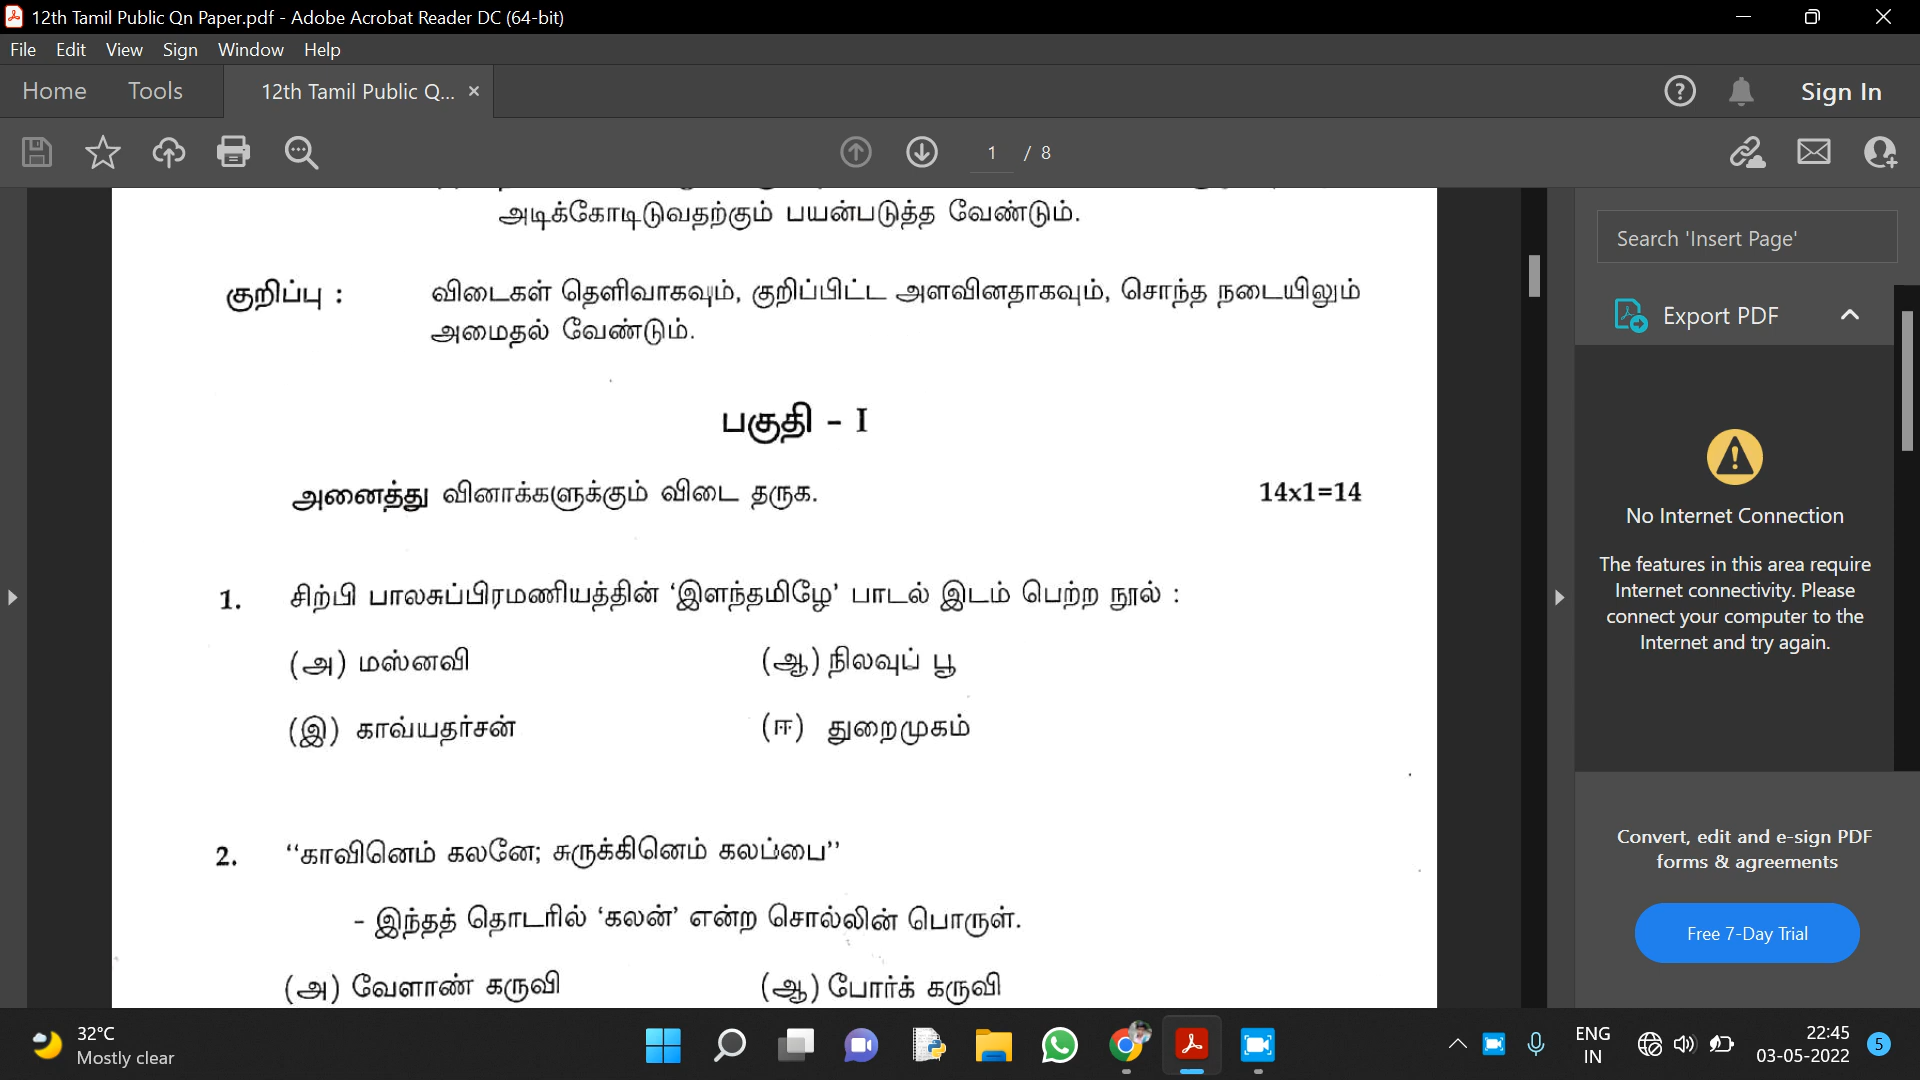 12th Tamil Public Qn Paper.pdf - Adobe Acrobat Reader DC (64-bit)
File Edit View Sign Window Help
Home Tools 12th Tamil Public Q... × Sign In
1 / 8
அடிக்கோடிடுவதற்கும் பயன்படுத்த வேண்டும்.
குறிப்பு : விடைகள் தெளிவாகவும், குறிப்பிட்ட அளவினதாகவும், சொந்த நடையிலும்
அமைதல் வேண்டும்.
பகுதி - I
அனைத்து வினாக்களுக்கும் விடை தருக. 14x1=14
1. சிற்பி பாலசுப்பிரமணியத்தின் ‘இளந்தமிழே’ பாடல் இடம் பெற்ற நூல் :
(அ) மஸ்னவி (ஆ) நிலவுப் பூ
(இ) காவ்யதர்சன் (ஈ) துறைமுகம்
2. “காவினெம் கலனே; சுருக்கினெம் கலப்பை”
- இந்தத் தொடரில் ‘கலன்’ என்ற சொல்லின் பொருள்.
(அ) வேளாண் கருவி (ஆ) போர்க் கருவி
Search 'Insert Page'
Export PDF
No Internet Connection
The features in this area require
Internet connectivity. Please
connect your computer to the
Internet and try again.
Convert, edit and e-sign PDF
forms & agreements
Free 7-Day Trial
32°C
Mostly clear
ENG
IN
22:45
03-05-2022
5